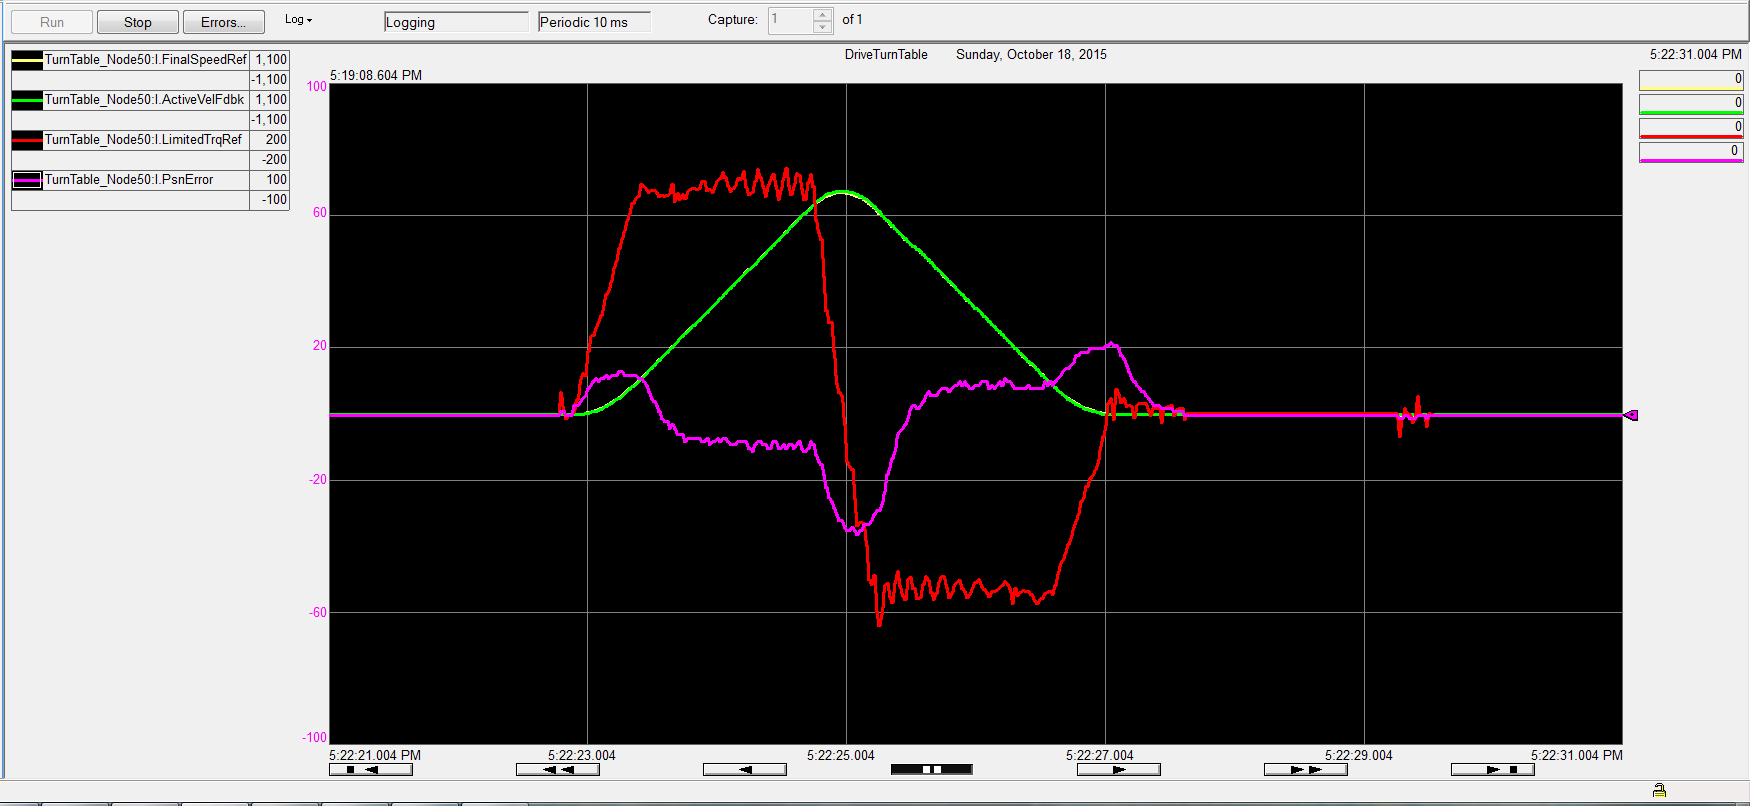 Run Stop Errors... Log Logging Periodic 10 ms Capture: 1 of 1
DriveTurnTable Sunday, October 18, 2015 5:22:31.004 PM
5:19:08.604 PM
TurnTable_Node50:I.FinalSpeedRef 1,100
-1,100
TurnTable_Node50:I.ActiveVelFdbk 1,100
-1,100
TurnTable_Node50:I.LimitedTrqRef 200
-200
TurnTable_Node50:I.PsnError 100
-100
100
60
20
-20
-60
-100
0
0
0
0
5:22:21.004 PM 5:22:23.004 5:22:25.004 5:22:27.004 5:22:29.004 5:22:31.004 PM